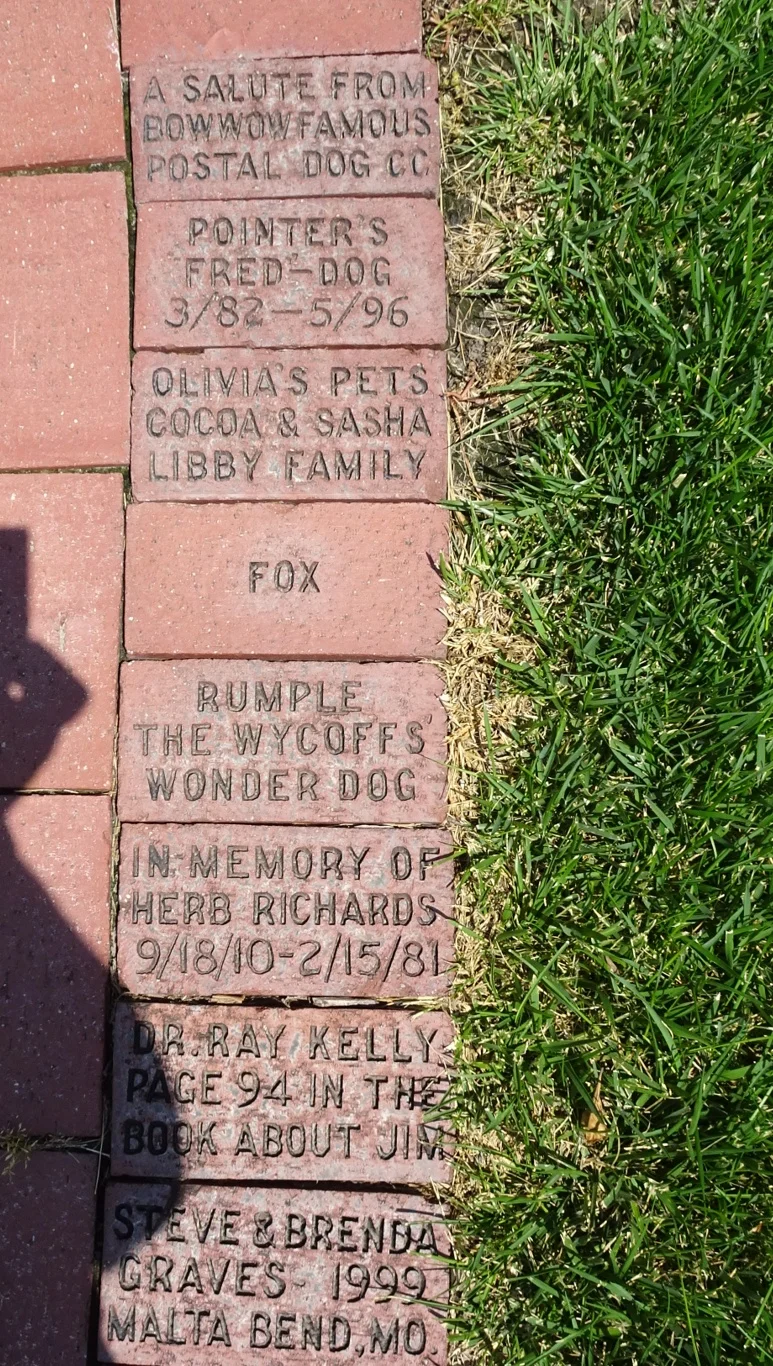 A SALUTE FROM
BOWWOWFAMOUS
POSTAL DOG CC
POINTER'S
FRED-DOG
3/82-5/96
OLIVIA'S PETS
COCOA & SASHA
LIBBY FAMILY
FOX
RUMPLE
THE WYCOFFS'
WONDER DOG
IN MEMORY OF
HERB RICHARDS
9/18/10-2/15/81
DR. RAY KELLY
PAGE 94 IN THE
BOOK ABOUT JIM
STEVE & BRENDA
GRAVES- 1999
MALTA BEND, MO.